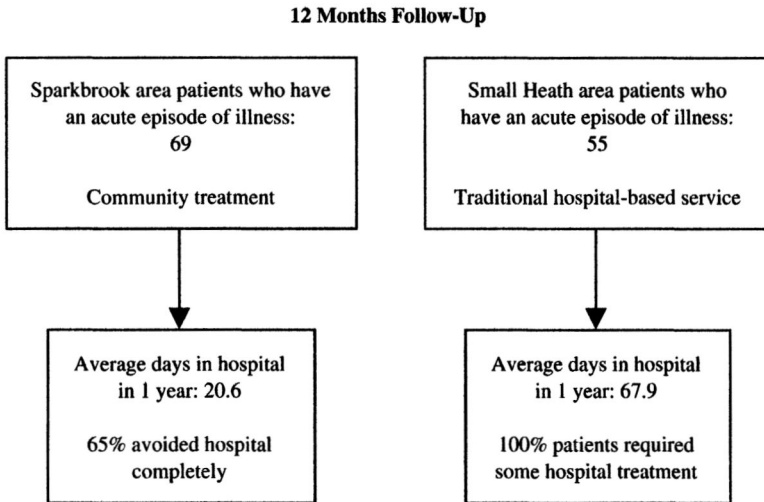 12 Months Follow-Up
Sparkbrook area patients who have
an acute episode of illness:
69
Community treatment
Small Heath area patients who
have an acute episode of illness:
55
Traditional hospital-based service
Average days in hospital
in 1 year: 20.6
65% avoided hospital
completely
Average days in hospital
in 1 year: 67.9
100% patients required
some hospital treatment